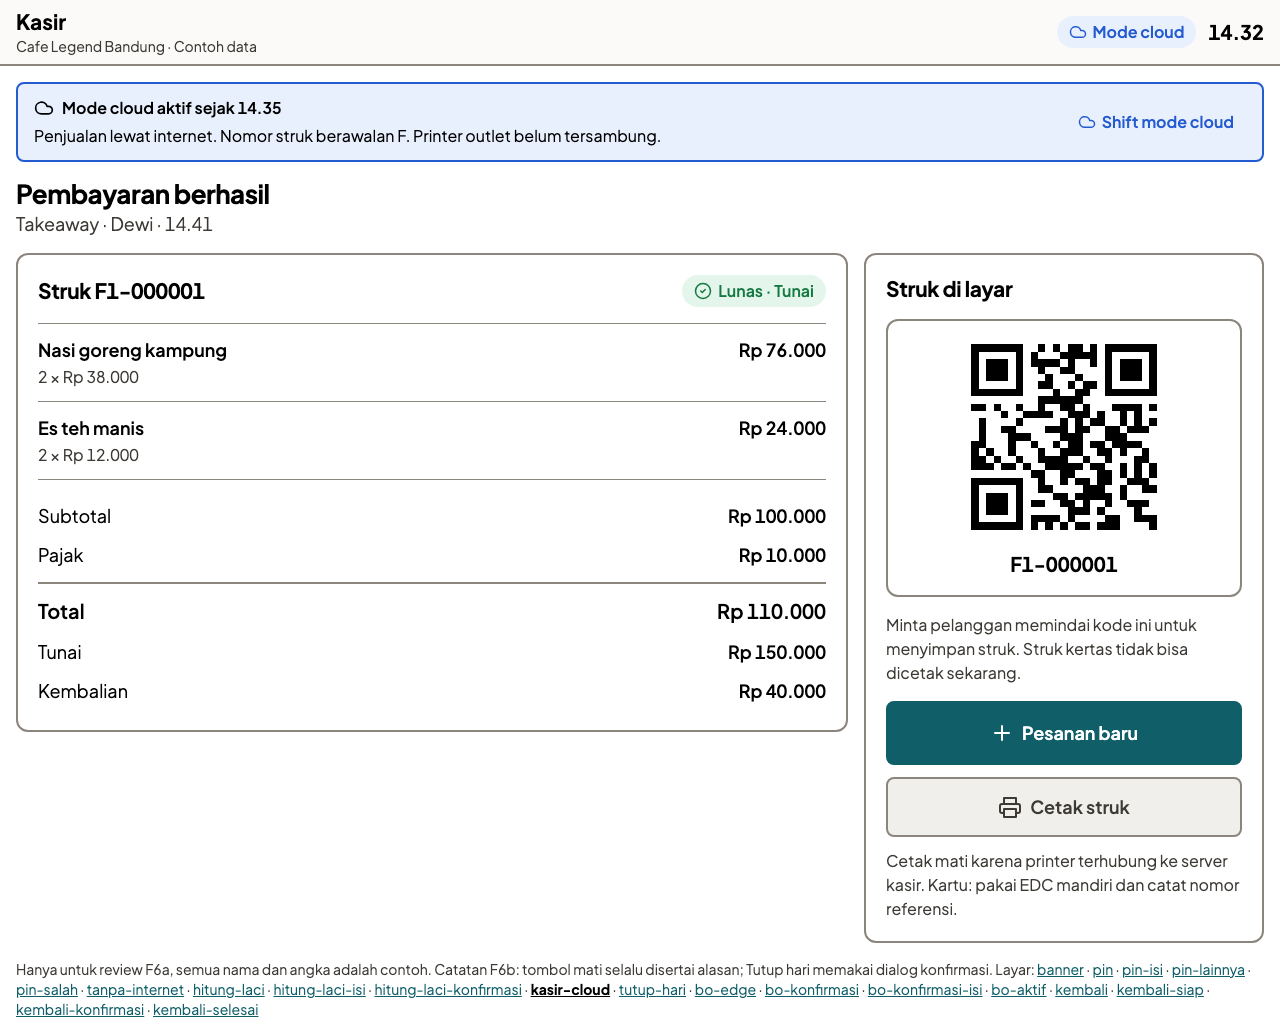 Kasir
Cafe Legend Bandung · Contoh data
Mode cloud
14.32
Mode cloud aktif sejak 14.35
Penjualan lewat internet. Nomor struk berawalan F. Printer outlet belum tersambung.
Shift mode cloud
Pembayaran berhasil
Takeaway · Dewi · 14.41
Struk F1-000001
Lunas · Tunai
Nasi goreng kampung
Rp 76.000
2 × Rp 38.000
Es teh manis
Rp 24.000
2 × Rp 12.000
Subtotal
Rp 100.000
Pajak
Rp 10.000
Total
Rp 110.000
Tunai
Rp 150.000
Kembalian
Rp 40.000
Struk di layar
F1-000001
Minta pelanggan memindai kode ini untuk
menyimpan struk. Struk kertas tidak bisa
dicetak sekarang.
Pesanan baru
Cetak struk
Cetak mati karena printer terhubung ke server
kasir. Kartu: pakai EDC mandiri dan catat nomor
referensi.
Hanya untuk review F6a, semua nama dan angka adalah contoh. Catatan F6b: tombol mati selalu disertai alasan; Tutup hari memakai dialog konfirmasi. Layar: banner · pin · pin-isi · pin-lainnya ·
pin-salah · tanpa-internet · hitung-laci · hitung-laci-isi · hitung-laci-konfirmasi · kasir-cloud · tutup-hari · bo-edge · bo-konfirmasi · bo-konfirmasi-isi · bo-aktif · kembali · kembali-siap ·
kembali-konfirmasi · kembali-selesai